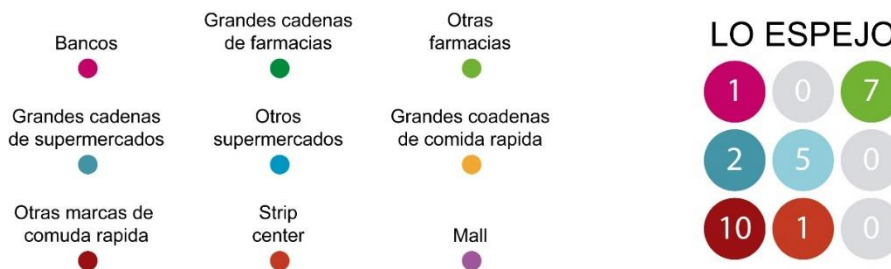 Bancos
Grandes cadenas
de farmacias
Otras
farmacias
Grandes cadenas
de supermercados
Otros
supermercados
Grandes coadenas
de comida rapida
Otras marcas de
comuda rapida
Strip
center
Mall
LO ESPEJO
1 0 7
2 5 0
10 1 0